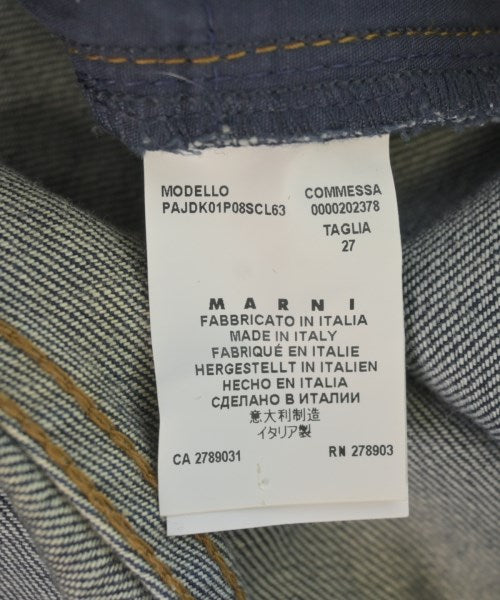 MODELLO COMMESSA
PAJDK01P08SCL63 0000202378
TAGLIA
27
MARNI
FABBRICATO IN ITALIA
MADE IN ITALY
FABRIQUÉ EN ITALIE
HERGESTELLT IN ITALIEN
HECHO EN ITALIA
СДЕЛАНО В ИТАЛИИ
意大利制造
イタリア製
CA 2789031 RN 278903